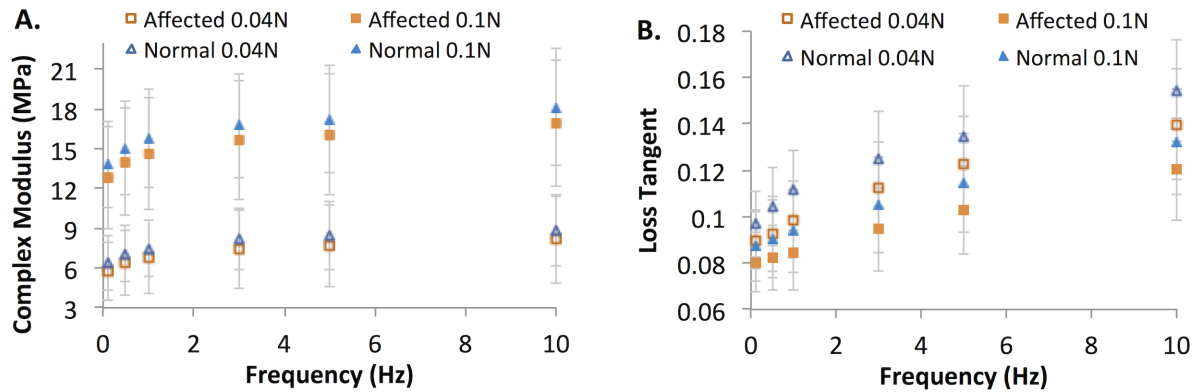 A.
Affected 0.04N
Affected 0.1N
Normal 0.04N
Normal 0.1N
Complex Modulus (MPa)
21
18
15
12
9
6
3
0
2
4
6
8
10
Frequency (Hz)
B.
Affected 0.04N
Affected 0.1N
Normal 0.04N
Normal 0.1N
Loss Tangent
0.18
0.16
0.14
0.12
0.1
0.08
0.06
0
2
4
6
8
10
Frequency (Hz)